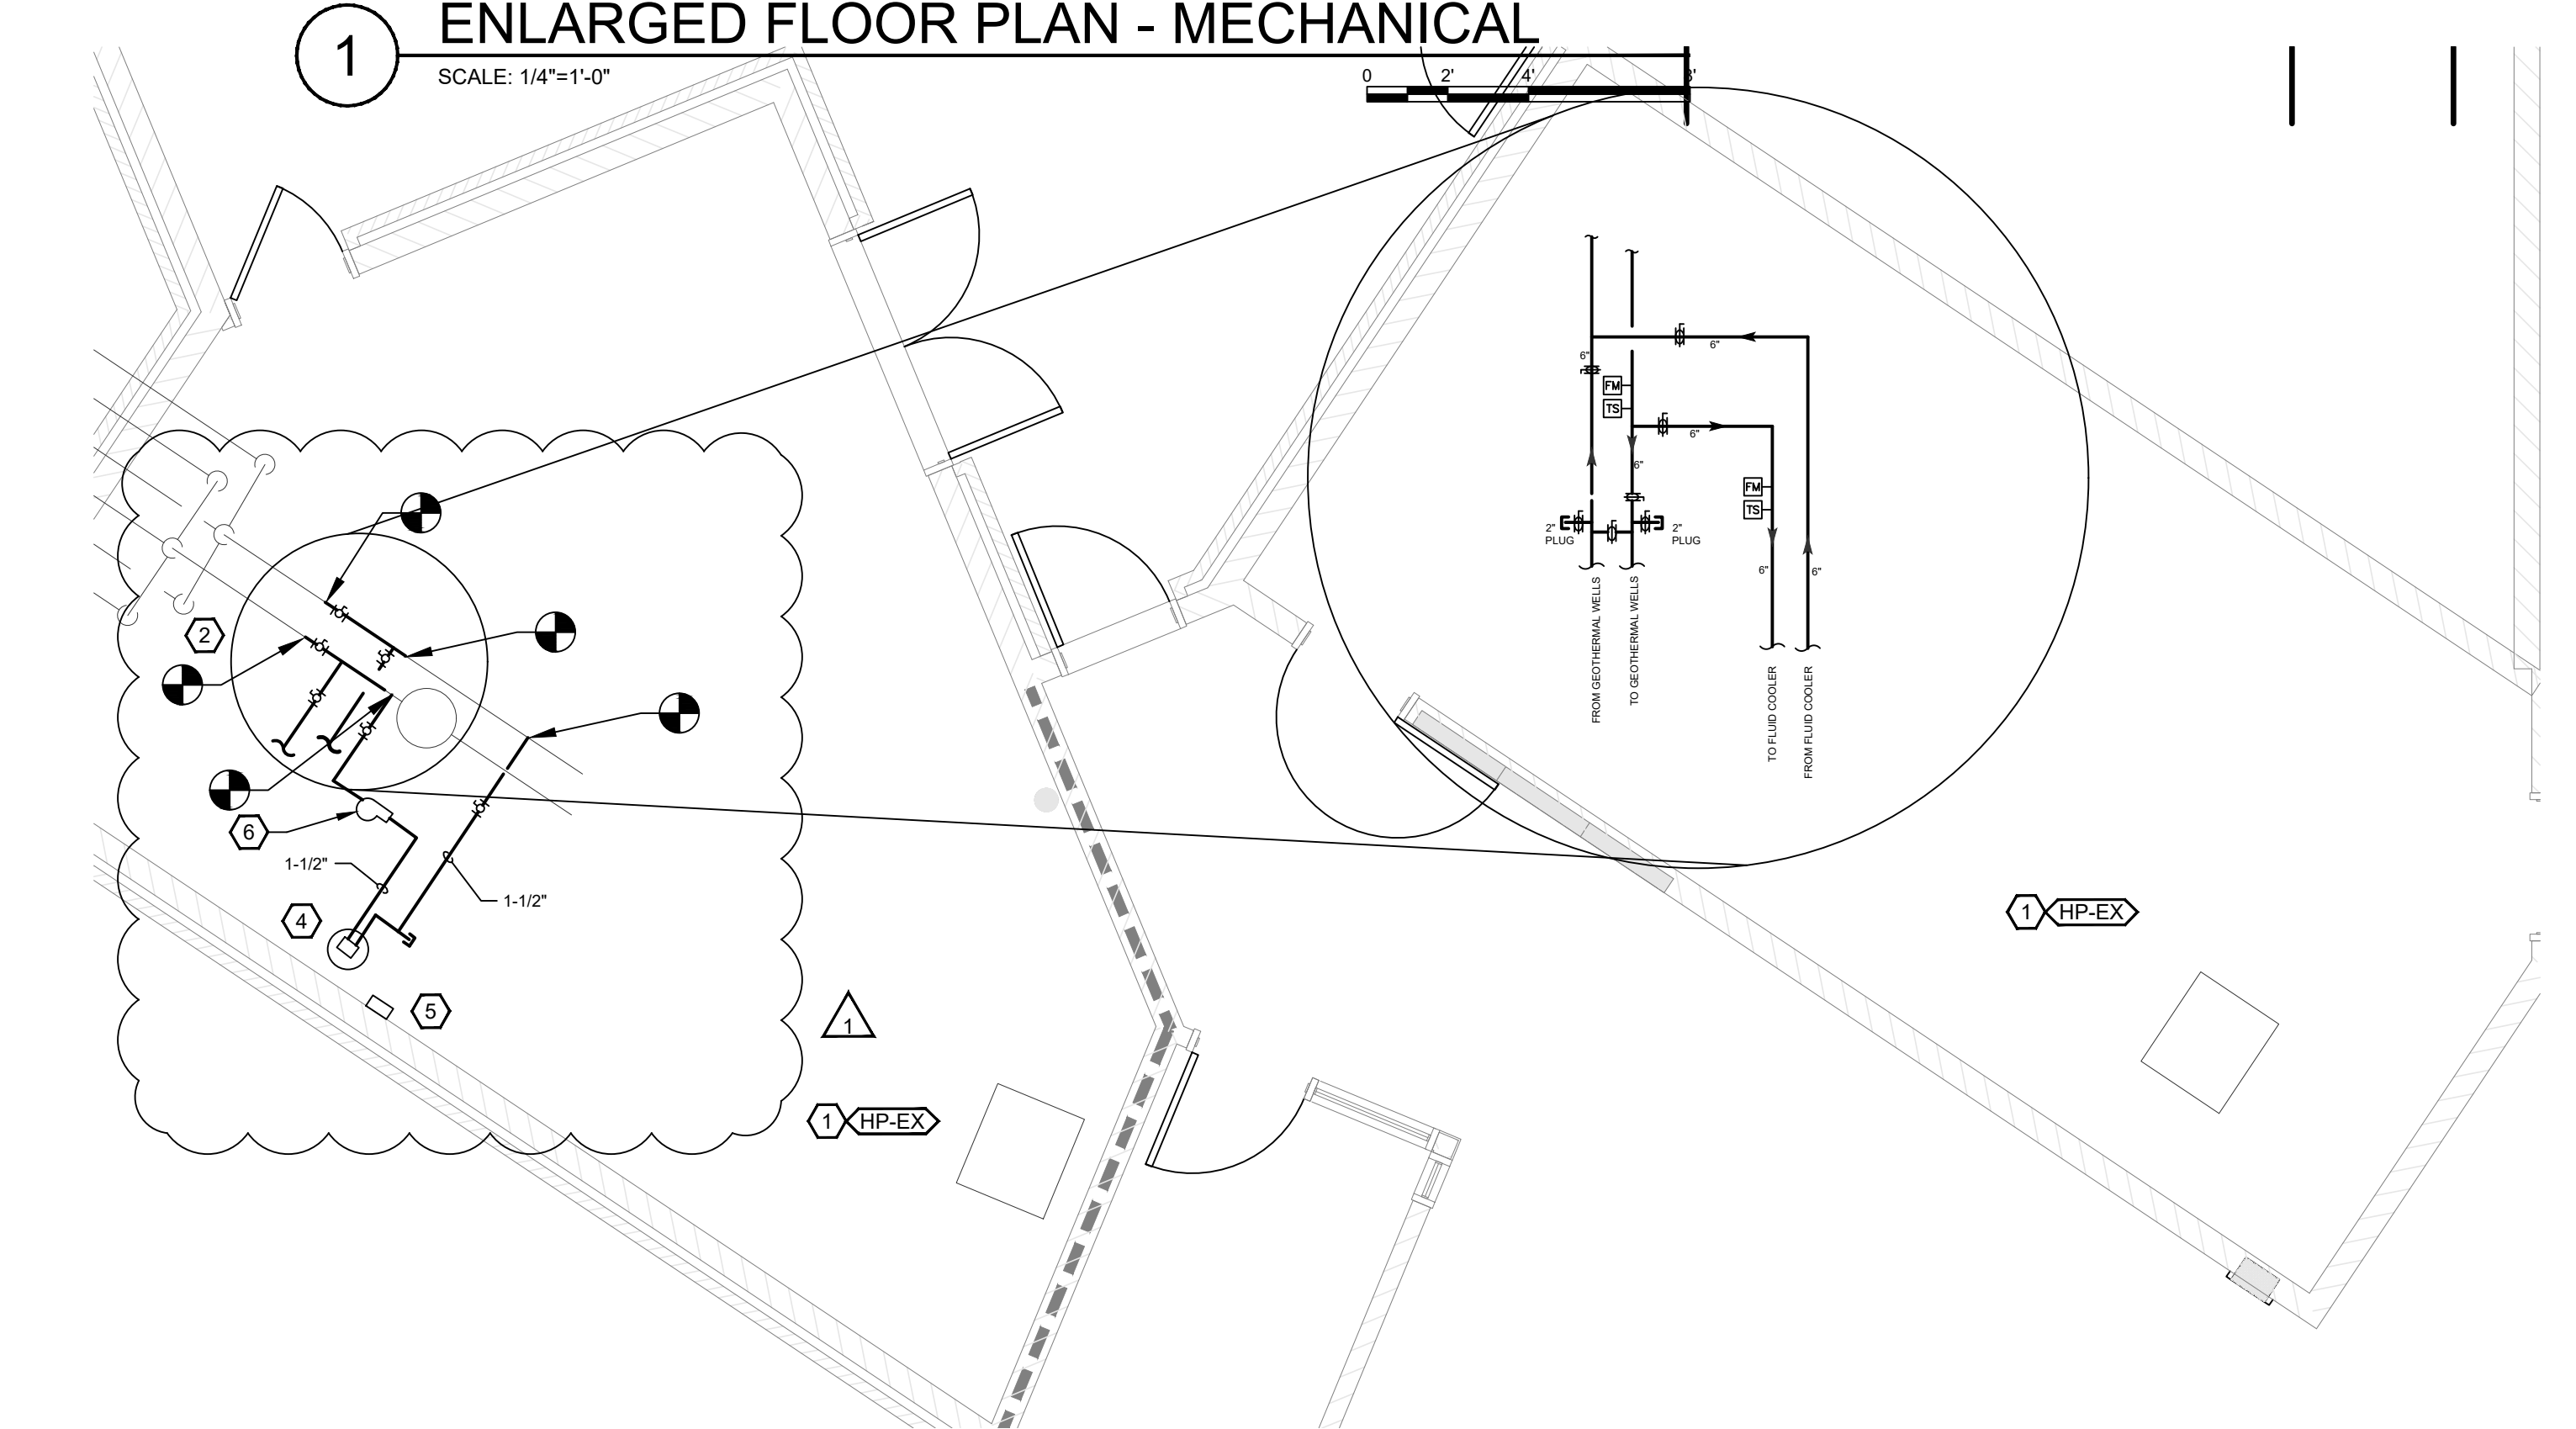 1
ENLARGED FLOOR PLAN - MECHANICAL
SCALE: 1/4"=1'-0"
0 2' 4' 8'
6"
6"
FM
TS
6"
6"
FM
TS
2"
PLUG
2"
PLUG
6"
6"
FROM GEOTHERMAL WELLS
TO GEOTHERMAL WELLS
TO FLUID COOLER
FROM FLUID COOLER
2
6
1-1/2"
1-1/2"
4
5
1
1 HP-EX
1 HP-EX